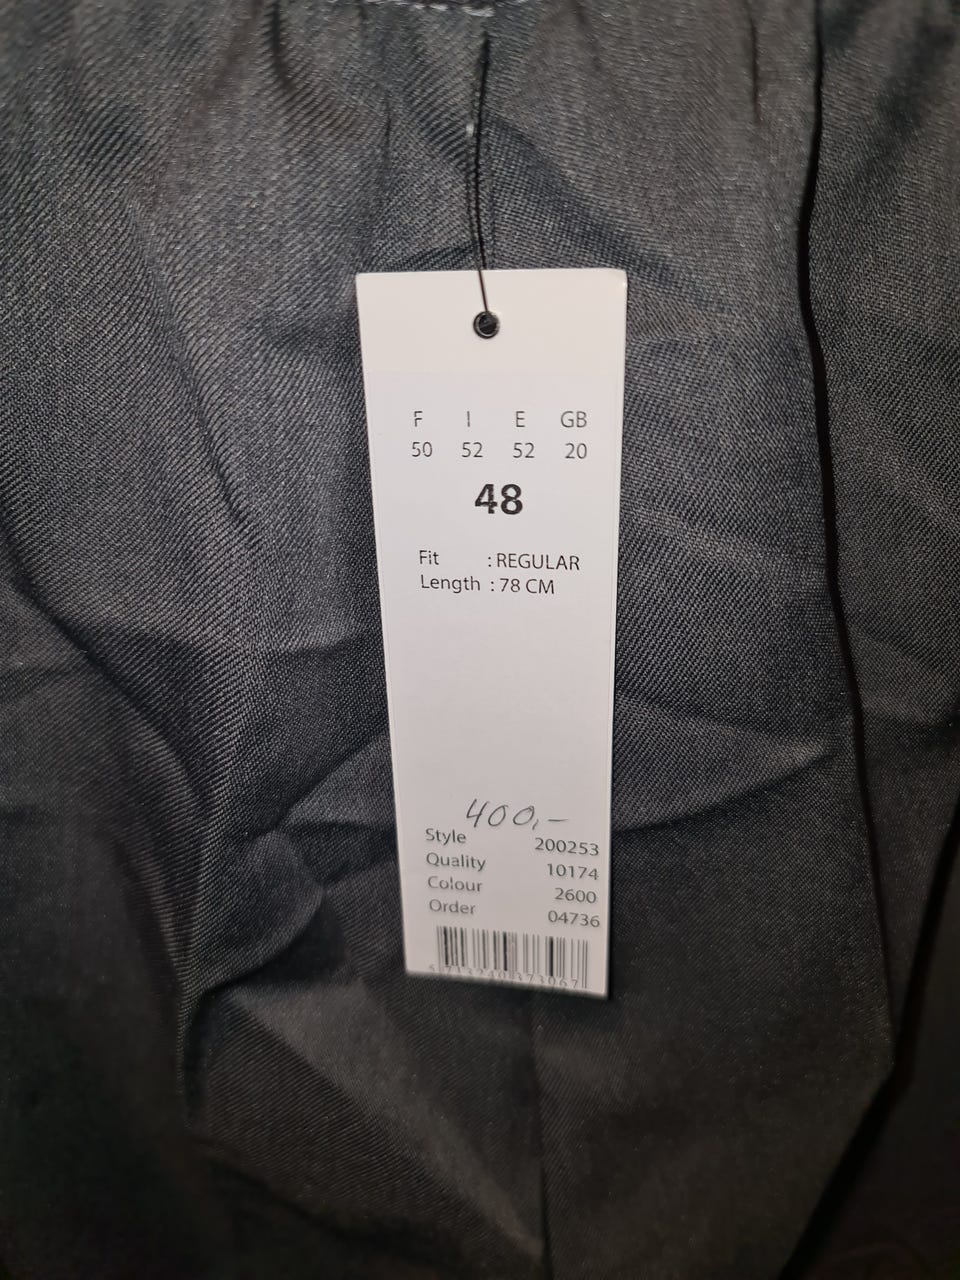 F I E GB
50 52 52 20
48
Fit : REGULAR
Length : 78 CM
400,-
Style 200253
Quality 10174
Colour 2600
Order 04736